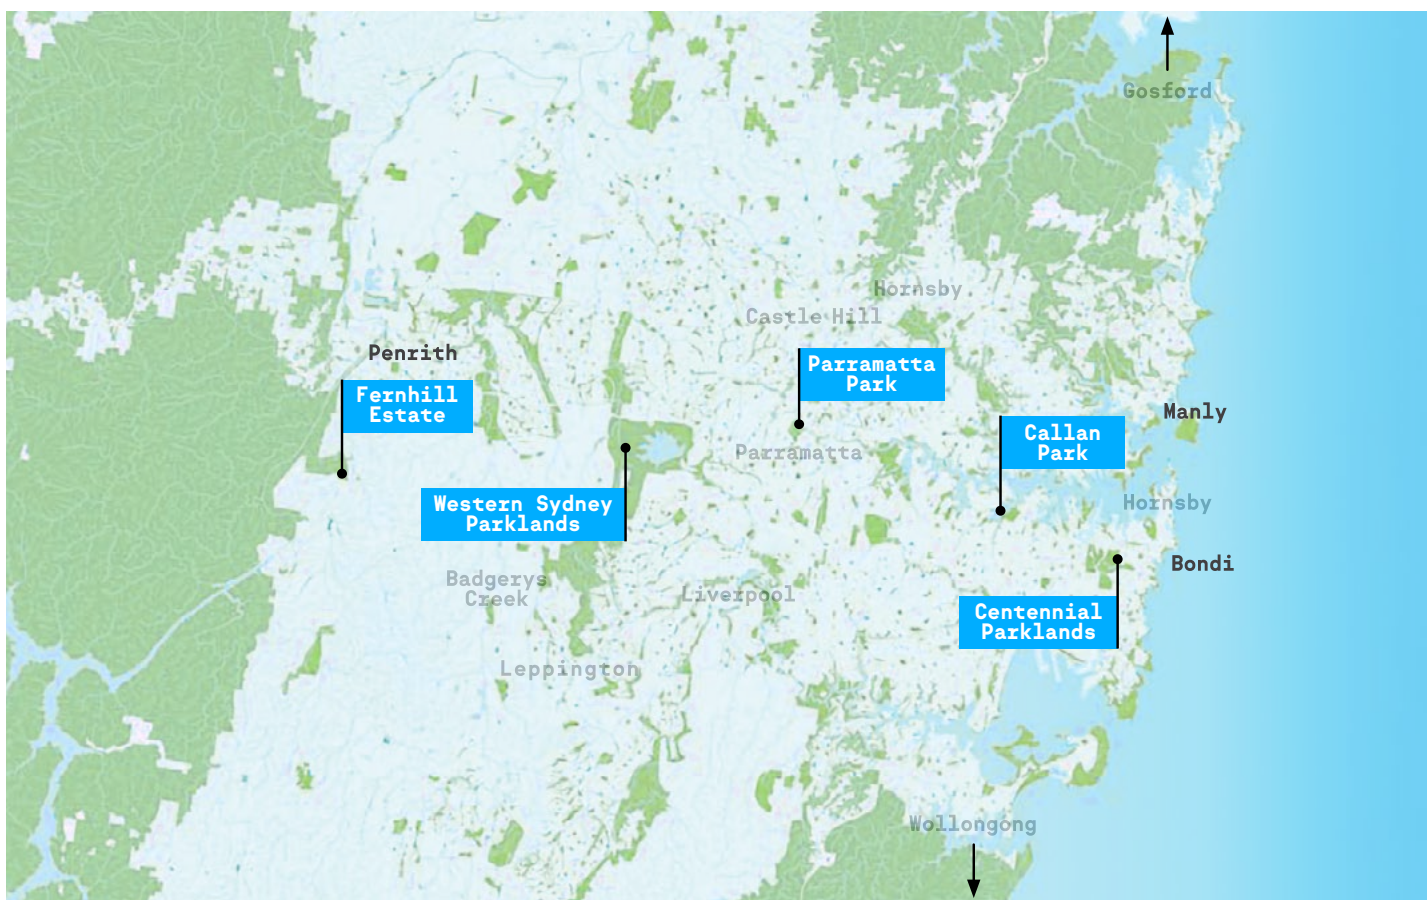 Gosford
Hornsby
Castle Hill
Penrith
Parramatta
Park
Fernhill
Estate
Manly
Callan
Park
Parramatta
Western Sydney
Parklands
Hornsby
Bondi
Badgerys
Creek
Liverpool
Centennial
Parklands
Leppington
Wollongong